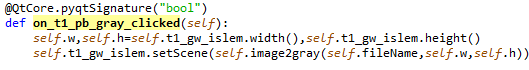 @QtCore.pyqtSignature("bool")
def on_t1_pb_gray_clicked(self):
self.w,self.h=self.t1_gw_islem.width(),self.t1_gw_islem.height()
self.t1_gw_islem.setScene(self.image2gray(self.fileName,self.w,self.h))